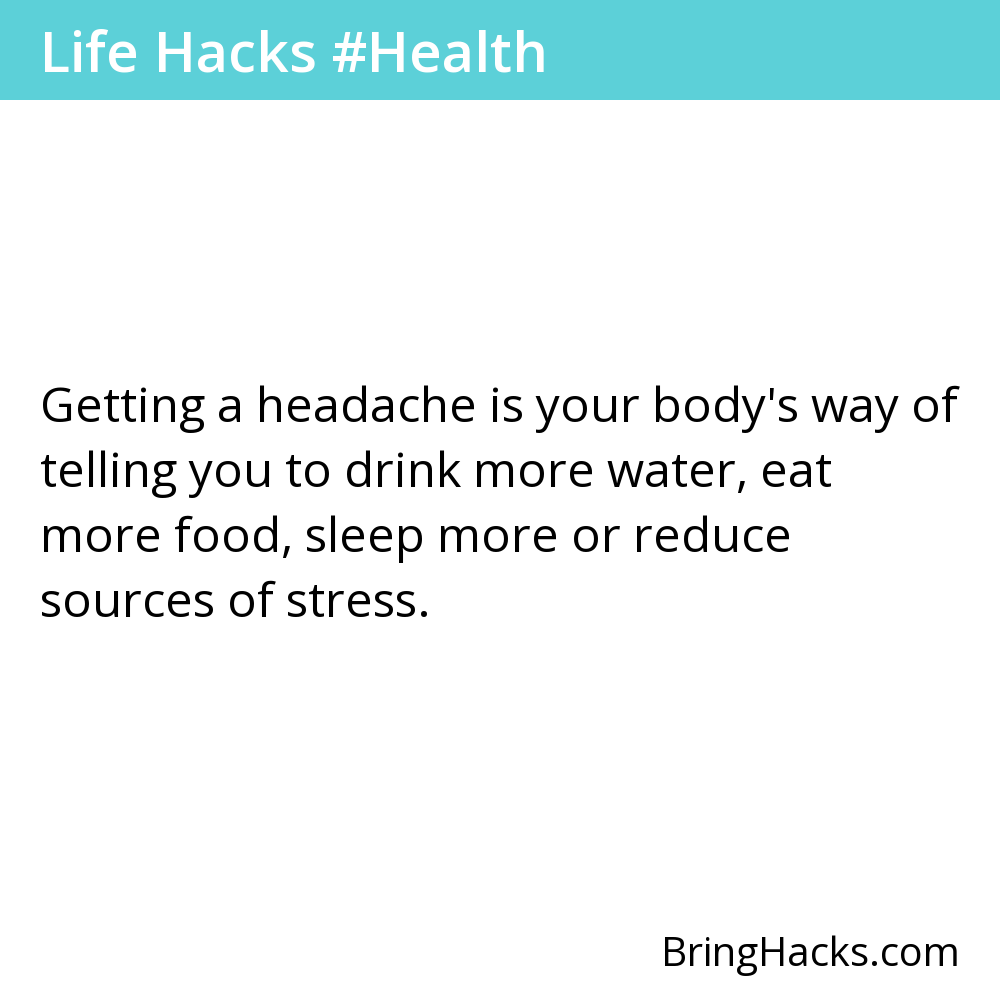 Life Hacks #Health
Getting a headache is your body's way of
telling you to drink more water, eat
more food, sleep more or reduce
sources of stress.
BringHacks.com